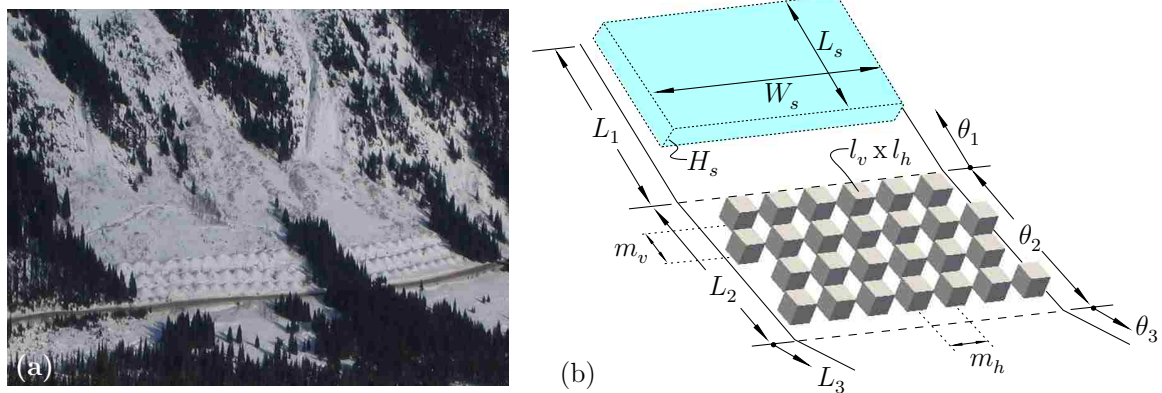 (a)
L_s
W_s
L_1
H_s
l_v x l_h
θ_1
m_v
θ_2
L_2
θ_3
L_3
m_h
(b)